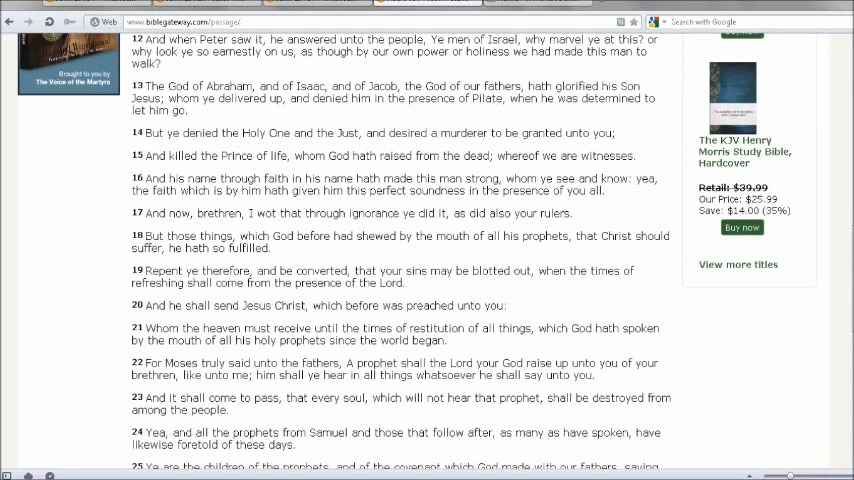 Web
www.biblegateway.com/passage/
Search with Google
12 And when Peter saw it, he answered unto the people, Ye men of Israel, why marvel ye at this? or
why look ye so earnestly on us, as though by our own power or holiness we had made this man to
walk?
13 The God of Abraham, and of Isaac, and of Jacob, the God of our fathers, hath glorified his Son
Jesus; whom ye delivered up, and denied him in the presence of Pilate, when he was determined to
let him go.
14 But ye denied the Holy One and the Just, and desired a murderer to be granted unto you;
15 And killed the Prince of life, whom God hath raised from the dead; whereof we are witnesses.
16 And his name through faith in his name hath made this man strong, whom ye see and know: yea,
the faith which is by him hath given him this perfect soundness in the presence of you all.
17 And now, brethren, I wot that through ignorance ye did it, as did also your rulers.
18 But those things, which God before had shewed by the mouth of all his prophets, that Christ should
suffer, he hath so fulfilled.
19 Repent ye therefore, and be converted, that your sins may be blotted out, when the times of
refreshing shall come from the presence of the Lord.
20 And he shall send Jesus Christ, which before was preached unto you:
21 Whom the heaven must receive until the times of restitution of all things, which God hath spoken
by the mouth of all his holy prophets since the world began.
22 For Moses truly said unto the fathers, A prophet shall the Lord your God raise up unto you of your
brethren, like unto me; him shall ye hear in all things whatsoever he shall say unto you.
23 And it shall come to pass, that every soul, which will not hear that prophet, shall be destroyed from
among the people.
24 Yea, and all the prophets from Samuel and those that follow after, as many as have spoken, have
likewise foretold of these days.
25 Ye are the children of the prophets, and of the covenant which God made with our fathers, saying
Brought to you by
The Voice of the Martyrs
The KJV Henry
Morris Study Bible,
Hardcover
Retail: $39.99
Our Price: $25.99
Save: $14.00 (35%)
Buy now
View more titles